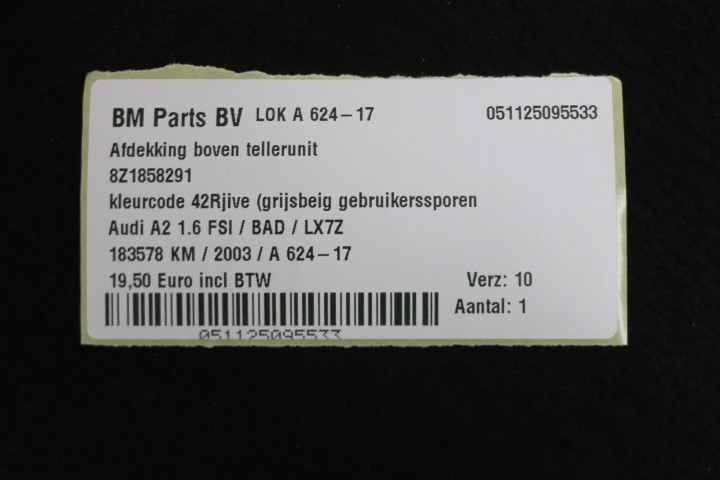 BM Parts BV LOK A 624-17 051125095533
Afdekking boven tellerunit
8Z1858291
kleurcode 42Rjive (grijsbeig gebruikerssporen
Audi A2 1.6 FSI / BAD / LX7Z
183578 KM / 2003 / A 624-17
19,50 Euro incl BTW Verz: 10
Aantal: 1
051125095533